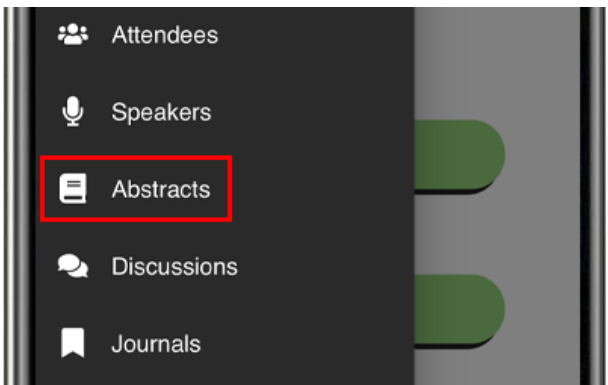 Attendees
Speakers
Abstracts
Discussions
Journals